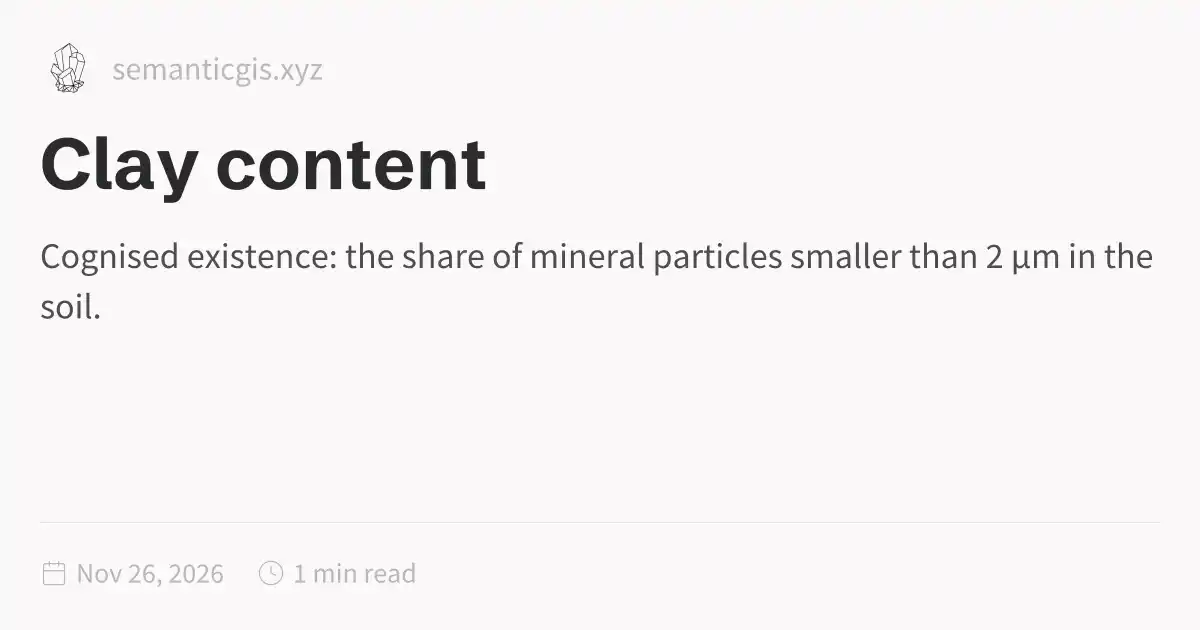 semanticgis.xyz
Clay content
Cognised existence: the share of mineral particles smaller than 2 µm in the
soil.
Nov 26, 2026
1 min read